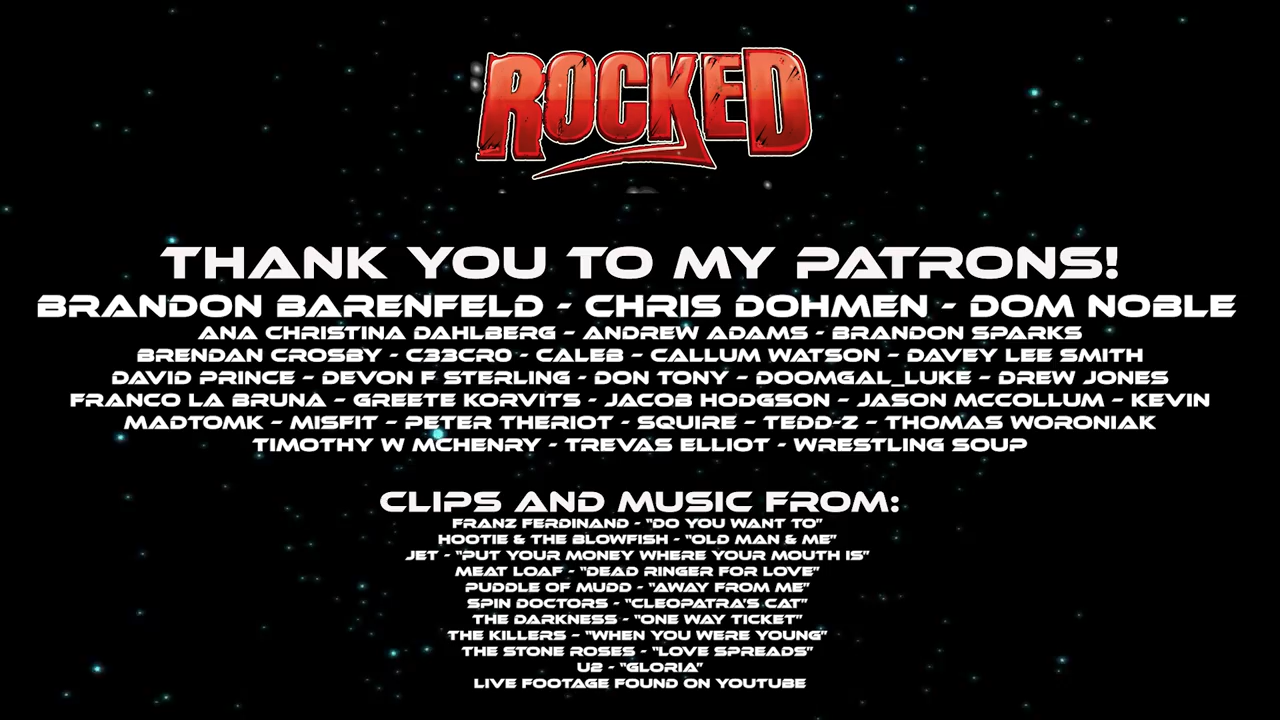 ROCKED
THANK YOU TO MY PATRONS!
BRANDON BARENFELD - CHRIS DOHMEN - DOM NOBLE
ANA CHRISTINA DAHLBERG - ANDREW ADAMS - BRANDON SPARKS
BRENDAN CROSBY - C33CR0 - CALEB - CALLUM WATSON - DAVEY LEE SMITH
DAVID PRINCE - DEVON F STERLING - DON TONY - DOOMGAL_LUKE - DREW JONES
FRANCO LA BRUNA - GREETE KORVITS - JACOB HODGSON - JASON MCCOLLUM - KEVIN
MADTOMK - MISFIT - PETER THERIOT - SQUIRE - TEDD-Z - THOMAS WORONIAK
TIMOTHY W MCHENRY - TREVAS ELLIOT - WRESTLING SOUP
CLIPS AND MUSIC FROM:
FRANZ FERDINAND - "DO YOU WANT TO"
HOOTIE & THE BLOWFISH - "OLD MAN & ME"
JET - "PUT YOUR MONEY WHERE YOUR MOUTH IS"
MEAT LOAF - "DEAD RINGER FOR LOVE"
PUDDLE OF MUDD - "AWAY FROM ME"
SPIN DOCTORS - "CLEOPATRA'S CAT"
THE DARKNESS - "ONE WAY TICKET"
THE KILLERS - "WHEN YOU WERE YOUNG"
THE STONE ROSES - "LOVE SPREADS"
U2 - "GLORIA"
LIVE FOOTAGE FOUND ON YOUTUBE